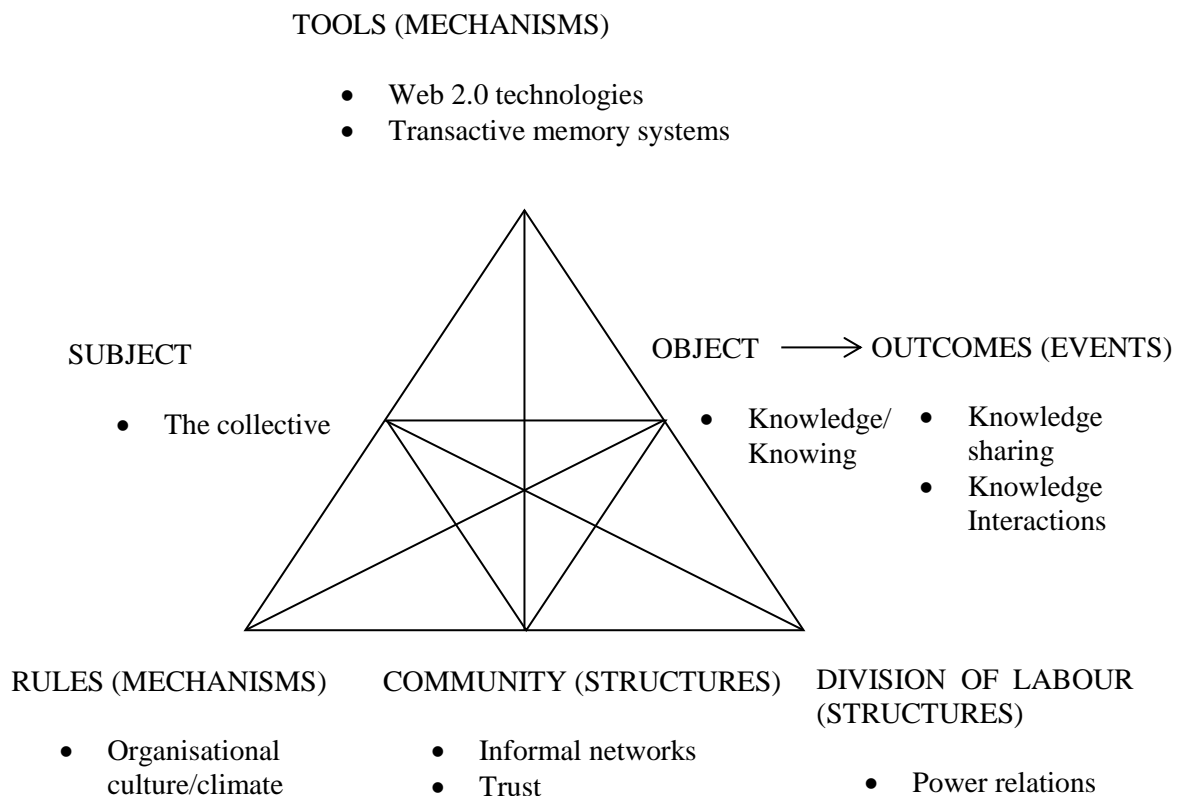 TOOLS (MECHANISMS)
• Web 2.0 technologies
• Transactive memory systems
SUBJECT
• The collective
OBJECT
• Knowledge/
Knowing
OUTCOMES (EVENTS)
• Knowledge
sharing
• Knowledge
Interactions
RULES (MECHANISMS)
• Organisational
culture/climate
COMMUNITY (STRUCTURES)
• Informal networks
• Trust
DIVISION OF LABOUR
(STRUCTURES)
• Power relations